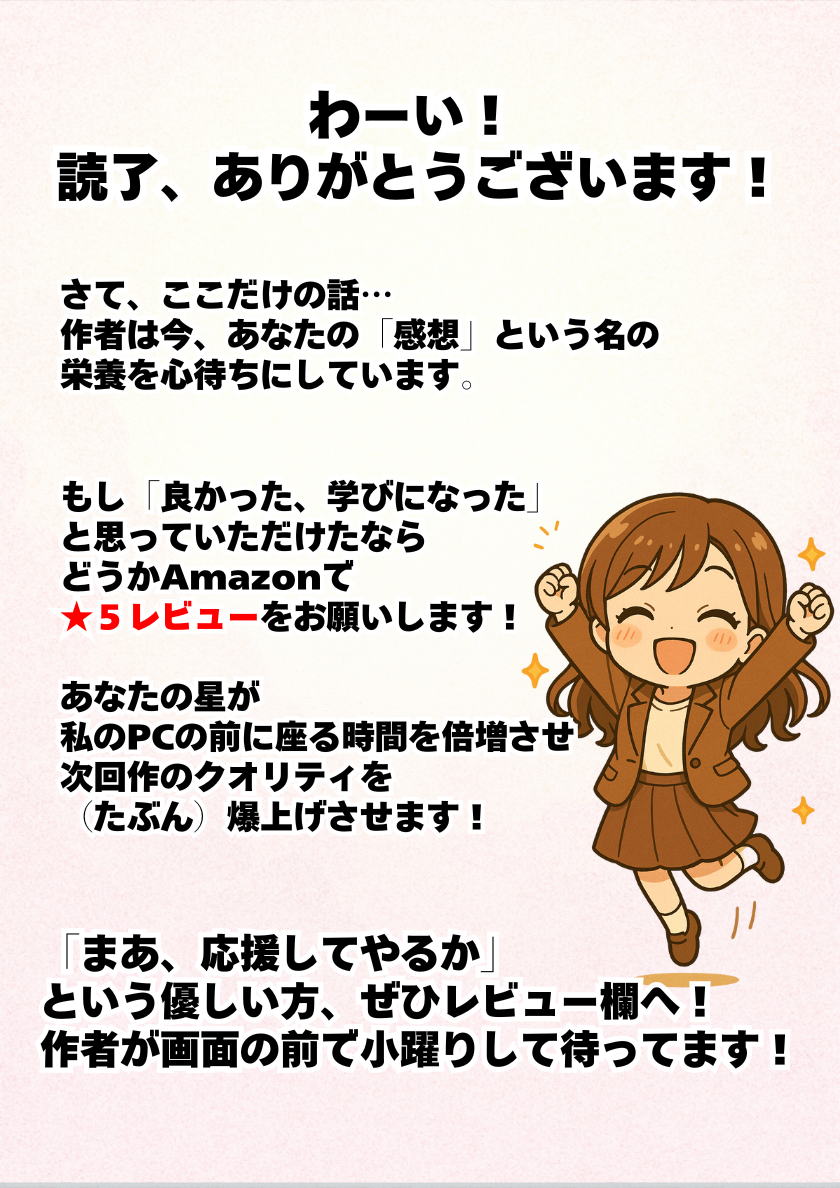 わーい！
読了、ありがとうございます！
さて、ここだけの話…
作者は今、あなたの「感想」という名の
栄養を心待ちにしています。
もし「良かった、学びになった」
と思っていただけたなら
どうかAmazonで
★５レビューをお願いします！
あなたの星が
私のPCの前に座る時間を倍増させ
次回作のクオリティを
（たぶん）爆上げさせます！
「まあ、応援してやるか」
という優しい方、ぜひレビュー欄へ！
作者が画面の前で小躍りして待ってます！